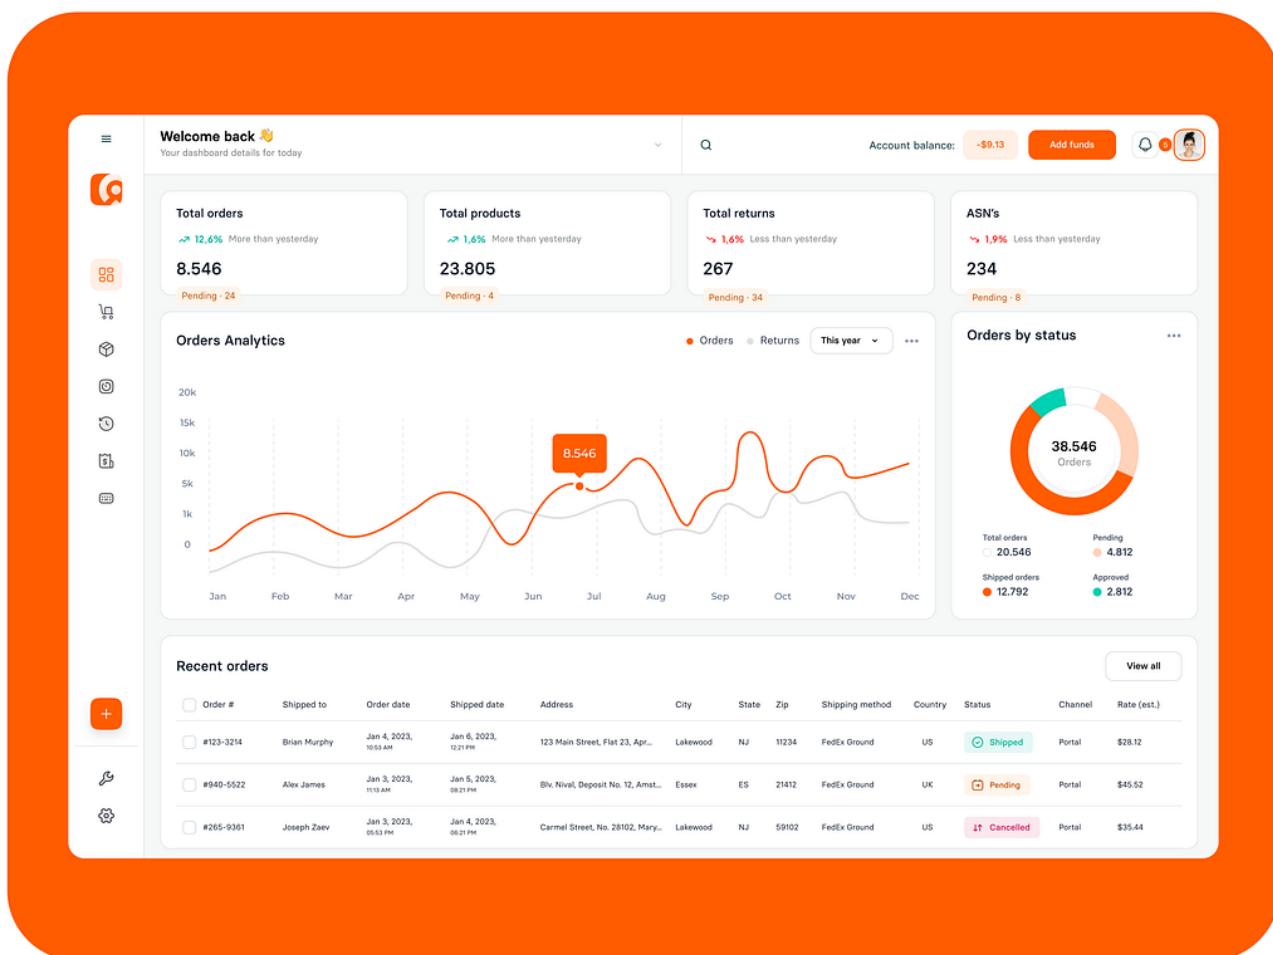 Welcome back 👋
Your dashboard details for today
Account balance:
-$9.13
Add funds
5
Total orders
12,6% More than yesterday
8.546
Pending · 24
Total products
1,6% More than yesterday
23.805
Pending · 4
Total returns
1,6% Less than yesterday
267
Pending · 34
ASN's
1,9% Less than yesterday
234
Pending · 8
Orders Analytics
Orders
Returns
This year
20k
15k
10k
5k
1k
0
8.546
Jan Feb Mar Apr May Jun Jul Aug Sep Oct Nov Dec
Orders by status
38.546
Orders
Total orders
20.546
Pending
4.812
Shipped orders
12.792
Approved
2.812
Recent orders
View all
Order # Shipped to Order date Shipped date Address City State Zip Shipping method Country Status Channel Rate (est.)
#123-3214 Brian Murphy Jan 4, 2023, Jan 6, 2023, 123 Main Street, Flat 23, Apr... Lakewood NJ 11234 FedEx Ground US Shipped Portal $28.12
10:53 AM 12:21 PM
#940-5522 Alex James Jan 3, 2023, Jan 5, 2023, Blv. Nival, Deposit No. 12, Amst... Essex ES 21412 FedEx Ground UK Pending Portal $45.52
11:13 AM 08:21 PM
#265-9361 Joseph Zaev Jan 3, 2023, Jan 4, 2023, Carmel Street, No. 28102, Mary... Lakewood NJ 59102 FedEx Ground US Cancelled Portal $35.44
05:53 PM 06:21 PM